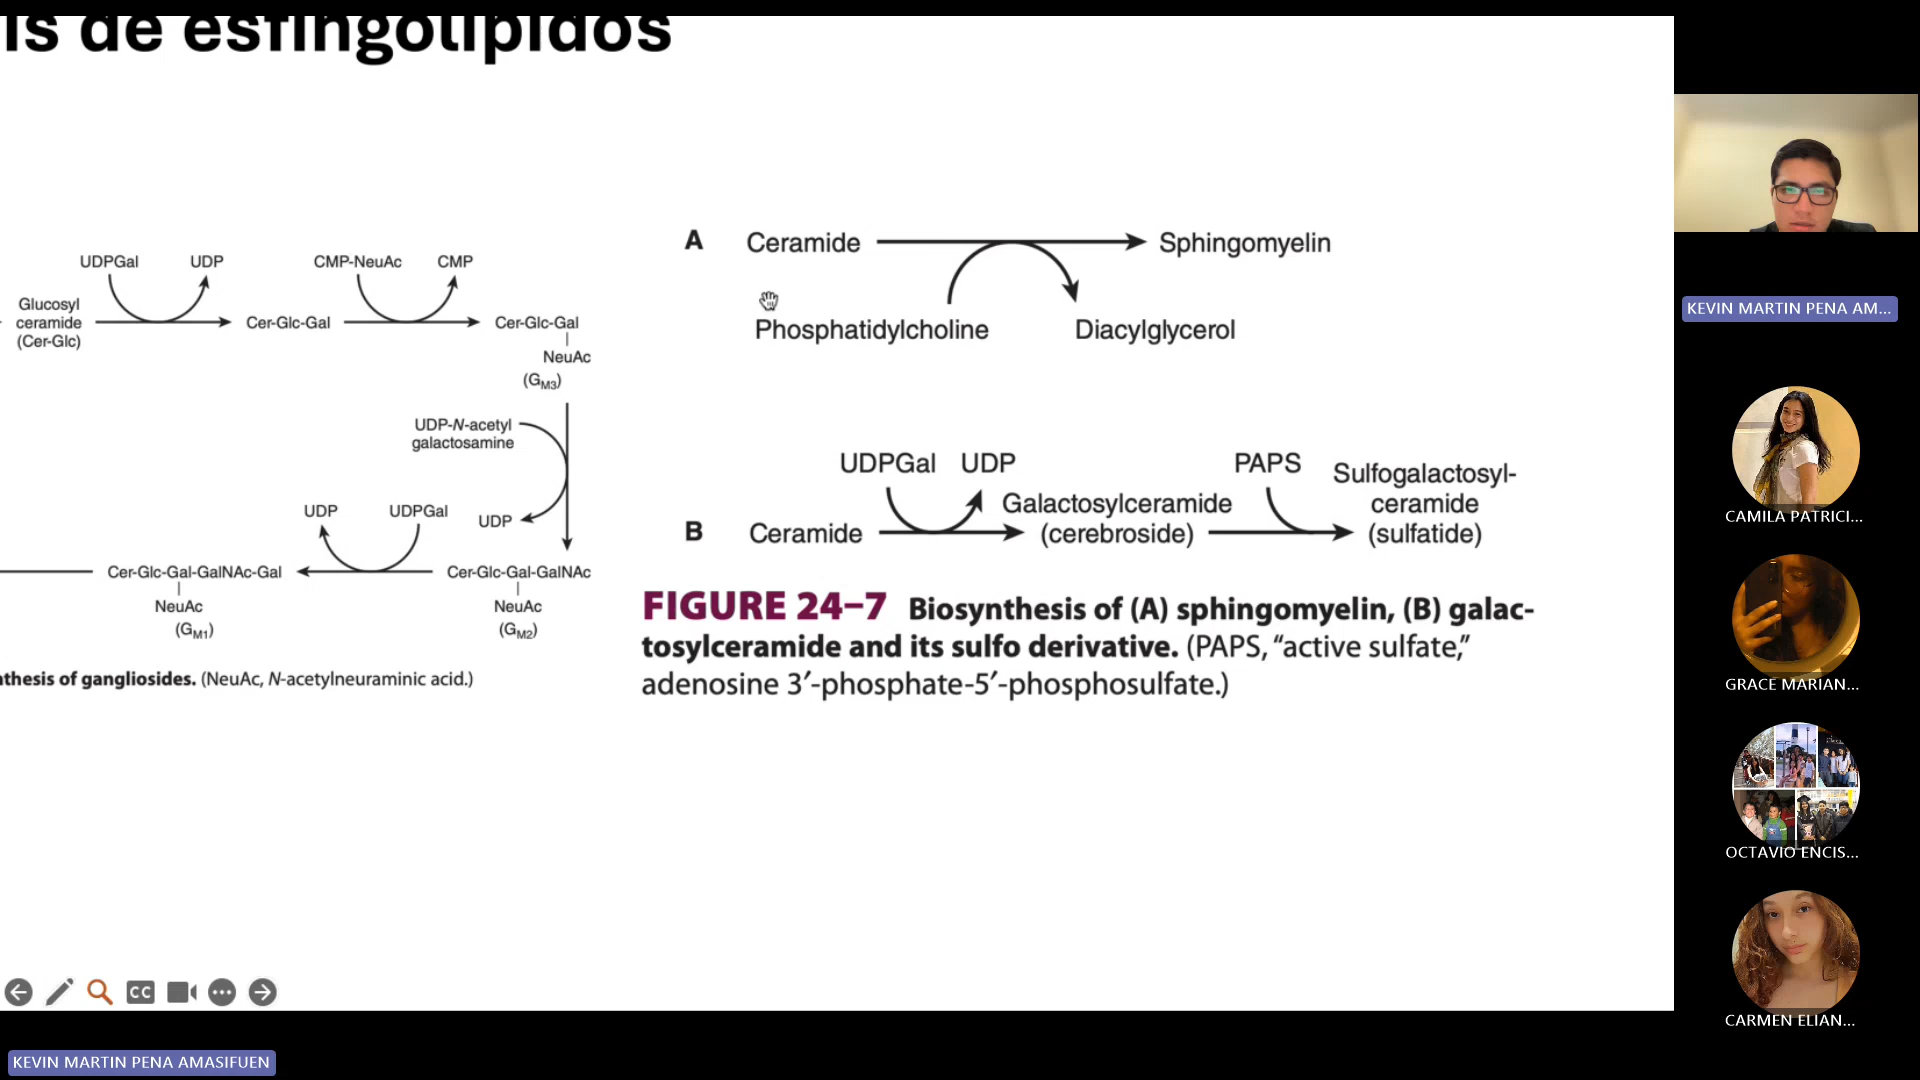 is de esfingolípidos
UDPGal
UDP
CMP-NeuAc
CMP
Glucosyl
ceramide
(Cer-Glc)
Cer-Glc-Gal
Cer-Glc-Gal
NeuAc
(GM3)
UDP-N-acetyl
galactosamine
UDP
UDP
UDPGal
Cer-Glc-Gal-GalNAc-Gal
NeuAc
(GM1)
Cer-Glc-Gal-GalNAc
NeuAc
(GM2)
nthesis of gangliosides. (NeuAc, N-acetylneuraminic acid.)
A Ceramide Sphingomyelin
Phosphatidylcholine Diacylglycerol
UDPGal UDP PAPS
Sulfogalactosyl-
Galactosylceramide ceramide
B Ceramide (cerebroside) (sulfatide)
FIGURE 24–7 Biosynthesis of (A) sphingomyelin, (B) galac-
tosylceramide and its sulfo derivative. (PAPS, “active sulfate,”
adenosine 3′-phosphate-5′-phosphosulfate.)
CC
KEVIN MARTIN PENA AMASIFUEN
KEVIN MARTIN PENA AM...
CAMILA PATRICI...
GRACE MARIAN...
OCTAVIO ENCIS...
CARMEN ELIAN...